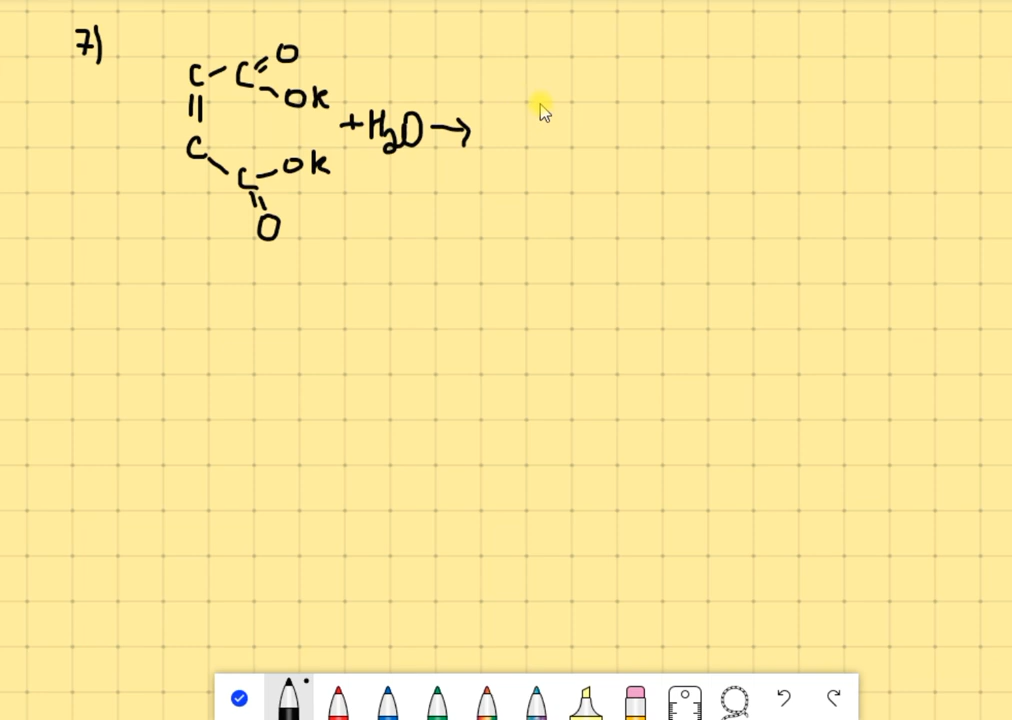 7)
C - C = O
- OK
|| + H₂O →
C - C - OK
= O